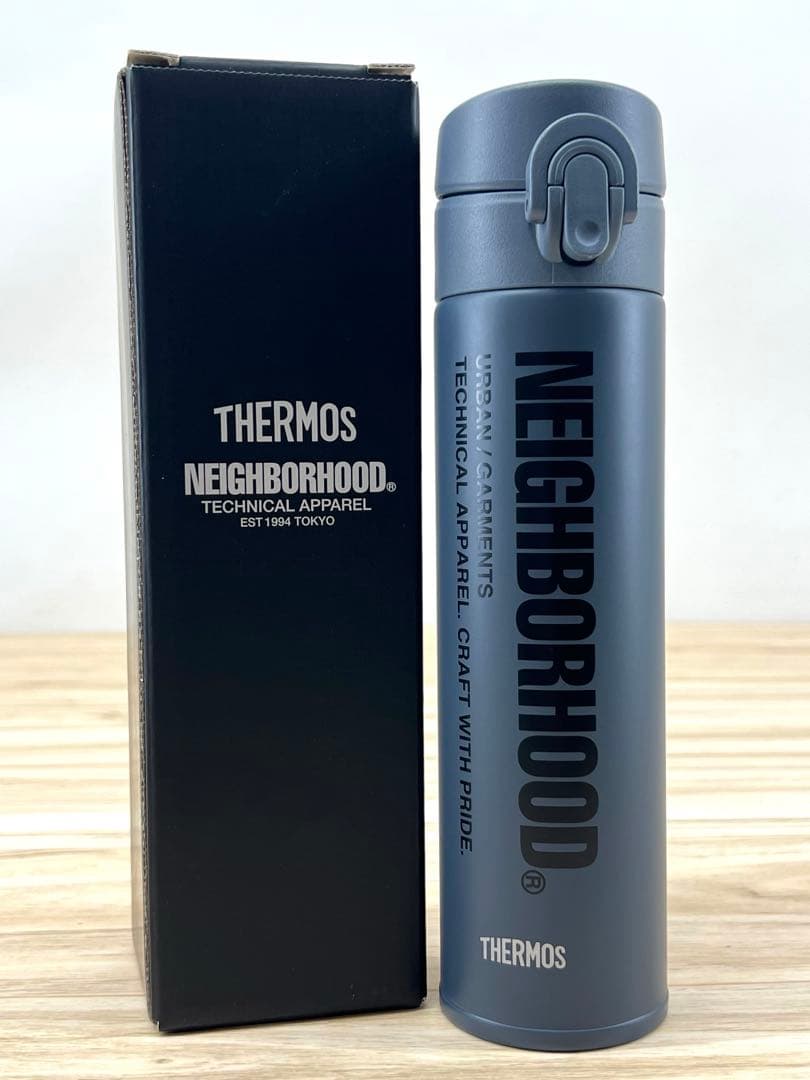 THERMOS
NEIGHBORHOOD®
TECHNICAL APPAREL
EST 1994 TOKYO
NEIGHBORHOOD®
URBAN / GARMENTS
TECHNICAL APPAREL. CRAFT WITH PRIDE.
THERMOS